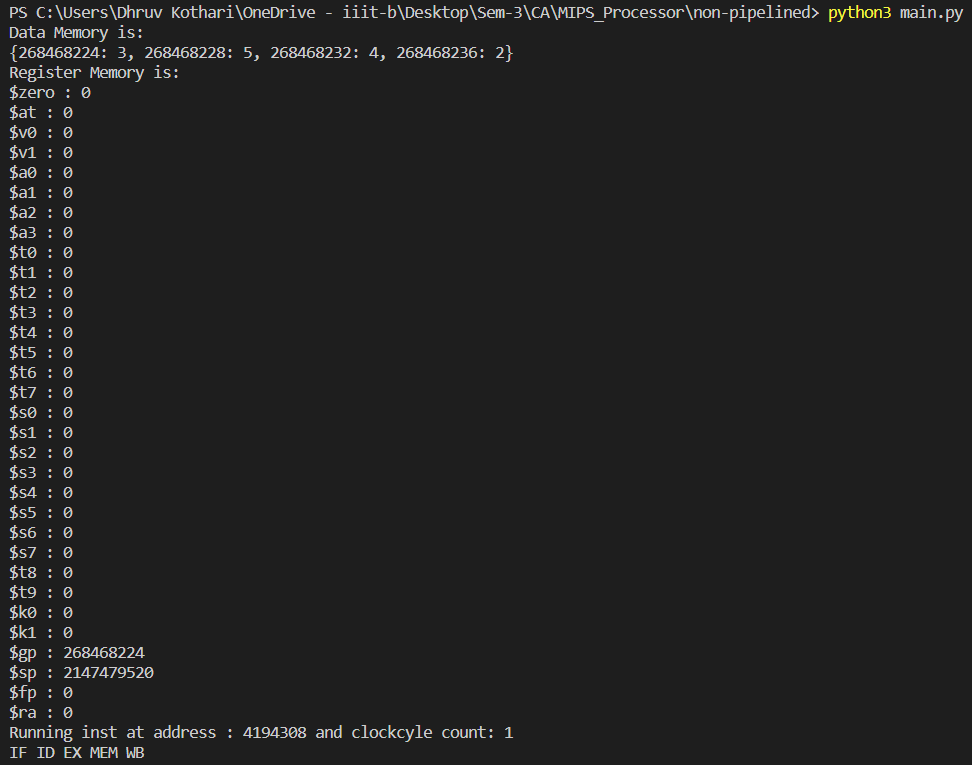 PS C:\Users\Dhruv Kothari\OneDrive - iiit-b\Desktop\Sem-3\CA\MIPS_Processor\non-pipelined> python3 main.py
Data Memory is:
{268468224: 3, 268468228: 5, 268468232: 4, 268468236: 2}
Register Memory is:
$zero : 0
$at : 0
$v0 : 0
$v1 : 0
$a0 : 0
$a1 : 0
$a2 : 0
$a3 : 0
$t0 : 0
$t1 : 0
$t2 : 0
$t3 : 0
$t4 : 0
$t5 : 0
$t6 : 0
$t7 : 0
$s0 : 0
$s1 : 0
$s2 : 0
$s3 : 0
$s4 : 0
$s5 : 0
$s6 : 0
$s7 : 0
$t8 : 0
$t9 : 0
$k0 : 0
$k1 : 0
$gp : 268468224
$sp : 2147479520
$fp : 0
$ra : 0
Running inst at address : 4194308 and clockcyle count: 1
IF ID EX MEM WB